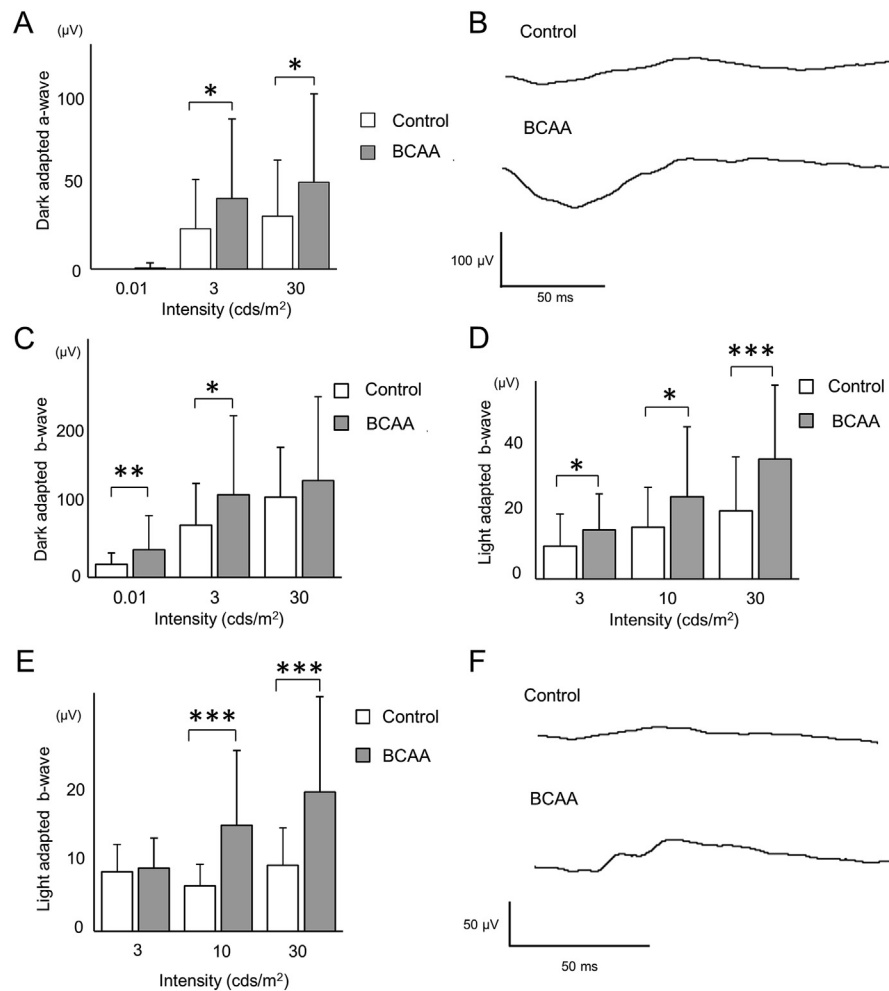 A
(µV)
Dark adapted a-wave
100
50
0
*
*
Control
BCAA
0.01
3
30
Intensity (cds/m²)
B
Control
BCAA
100 µV
50 ms
C
(µV)
Dark adapted b-wave
200
100
0
**
*
Control
BCAA
0.01
3
30
Intensity (cds/m²)
D
(µV)
Light adapted b-wave
40
20
0
*
*
***
Control
BCAA
3
10
30
Intensity (cds/m²)
E
(µV)
Light adapted b-wave
20
10
0
***
***
Control
BCAA
3
10
30
Intensity (cds/m²)
F
Control
BCAA
50 µV
50 ms